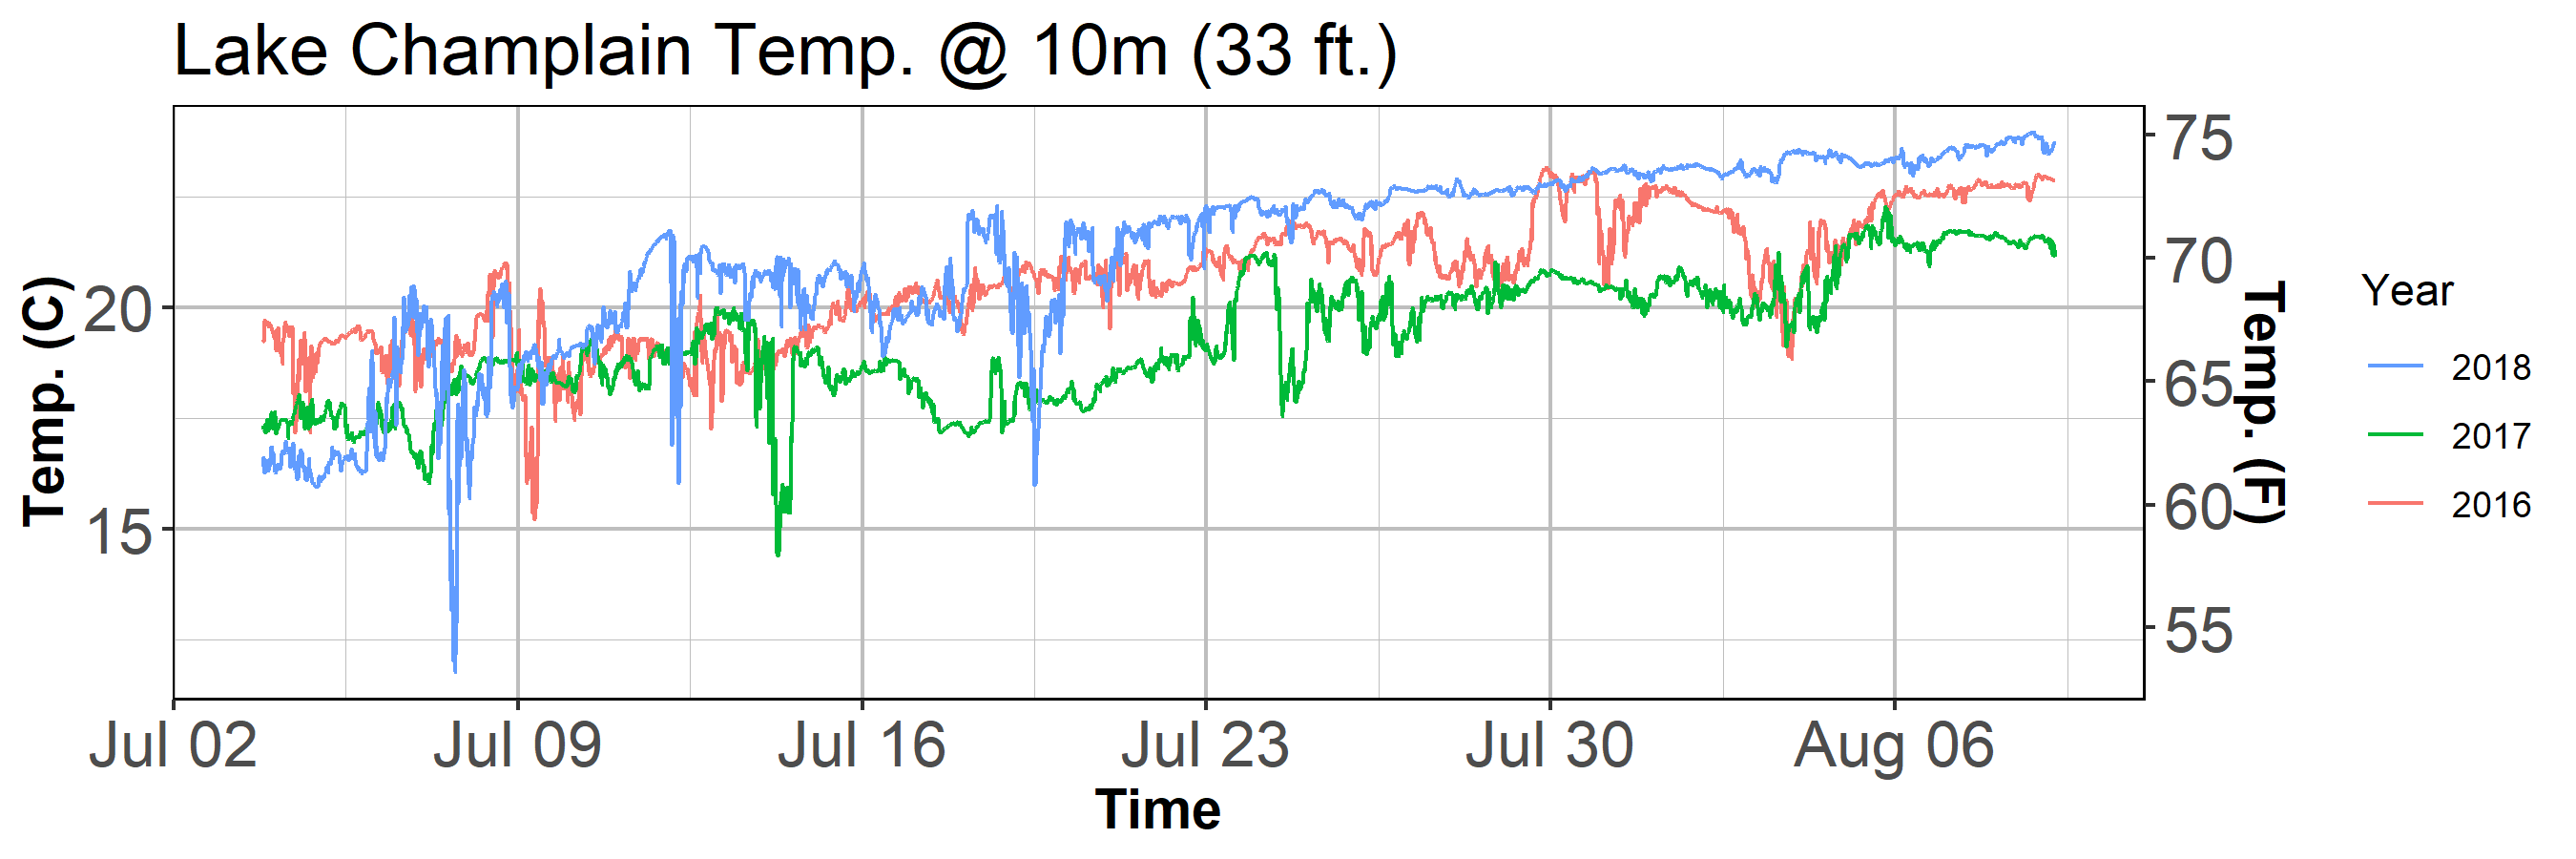 Lake Champlain Temp. @ 10m (33 ft.)
Temp. (C)
20
15
75
70
65
60
55
Temp. (F)
Jul 02
Jul 09
Jul 16
Jul 23
Jul 30
Aug 06
Time
Year
2018
2017
2016